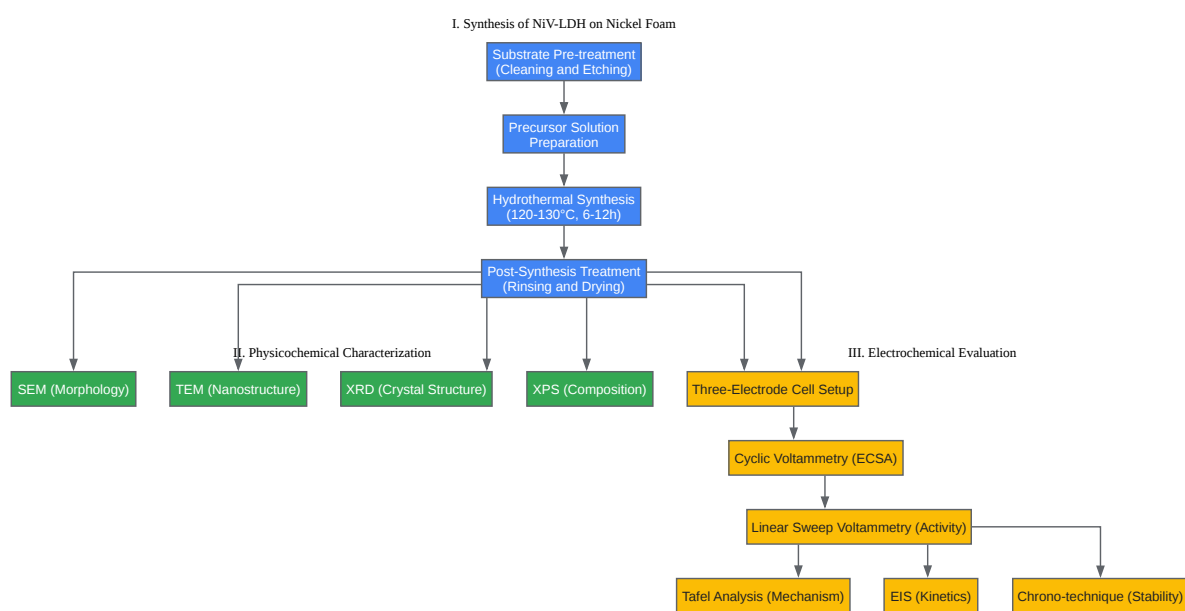 I. Synthesis of NiV-LDH on Nickel Foam
Substrate Pre-treatment
(Cleaning and Etching)
Precursor Solution
Preparation
Hydrothermal Synthesis
(120-130°C, 6-12h)
Post-Synthesis Treatment
(Rinsing and Drying)
II. Physicochemical Characterization
III. Electrochemical Evaluation
SEM (Morphology)
TEM (Nanostructure)
XRD (Crystal Structure)
XPS (Composition)
Three-Electrode Cell Setup
Cyclic Voltammetry (ECSA)
Linear Sweep Voltammetry (Activity)
Tafel Analysis (Mechanism)
EIS (Kinetics)
Chrono-technique (Stability)